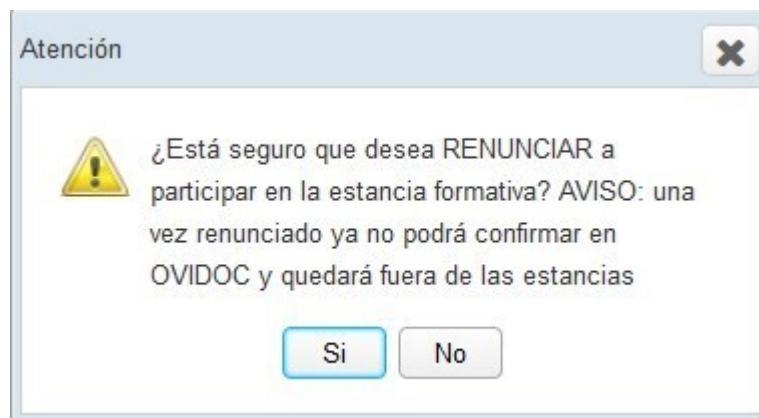 Atención
¿Está seguro que desea RENUNCIAR a
participar en la estancia formativa? AVISO: una
vez renunciado ya no podrá confirmar en
OVIDOC y quedará fuera de las estancias
Si No